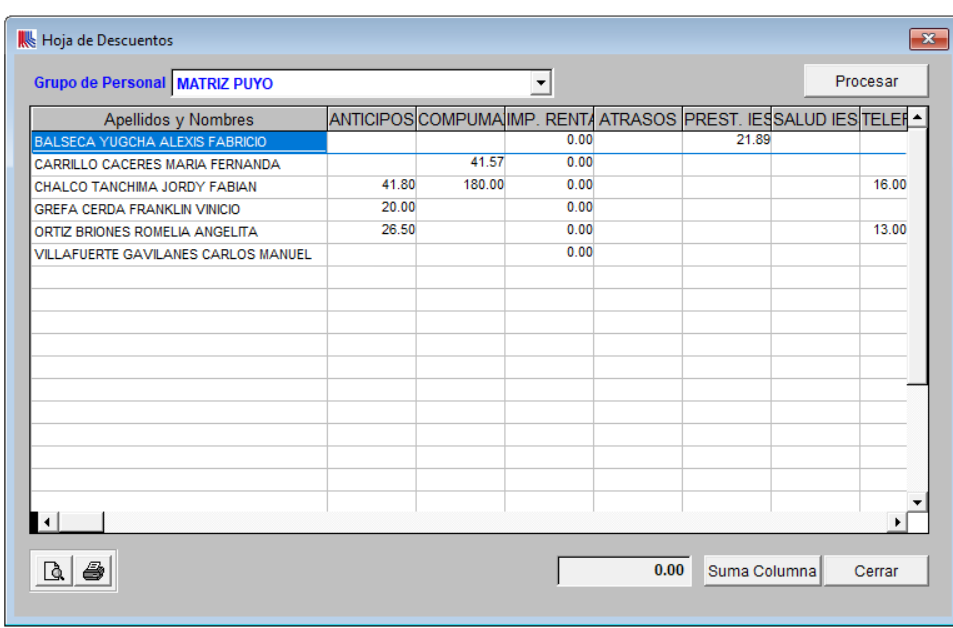 Hoja de Descuentos
Grupo de Personal MATRIZ PUYO Procesar
Apellidos y Nombres ANTICIPOS COMPUMA IMP. RENTA ATRASOS PREST. IES SALUD IES TELEF
BALSECA YUGCHA ALEXIS FABRICIO 0.00 21.89
CARRILLO CACERES MARIA FERNANDA 41.57 0.00
CHALCO TANCHIMA JORDY FABIAN 41.80 180.00 0.00 16.00
GREFA CERDA FRANKLIN VINICIO 20.00 0.00
ORTIZ BRIONES ROMELIA ANGELITA 26.50 0.00 13.00
VILLAFUERTE GAVILANES CARLOS MANUEL 0.00
0.00 Suma Columna Cerrar